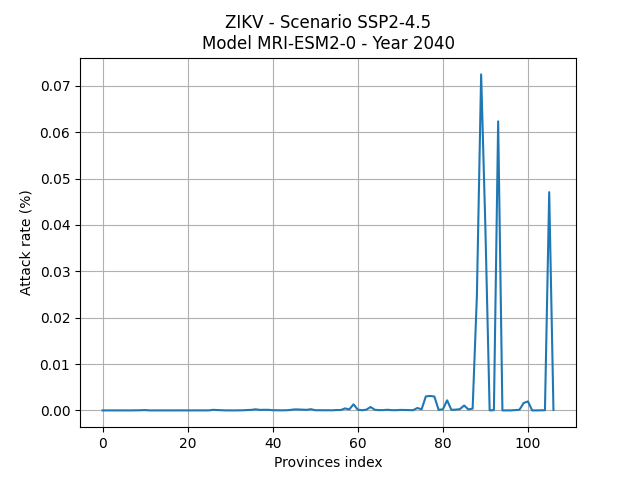 ZIKV - Scenario SSP2-4.5
Model MRI-ESM2-0 - Year 2040
0.07
0.06
0.05
0.04
0.03
0.02
0.01
0.00
Attack rate (%)
0 20 40 60 80 100
Provinces index